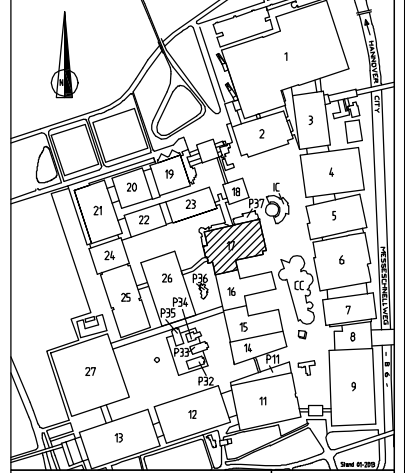 N
HANNOVER
CITY
1
2
3
4
19
20
18
IC
21
23
P37
5
22
17
24
6
26
P36
16
CC
MESSESCHNELLWEG
25
P34
P35
7
15
8
P33
14
27
P11
P32
9
- B 6 -
12
11
13
Stand 01-2013